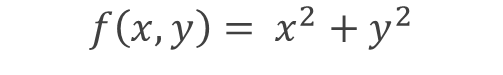 f(x, y) = x² + y²